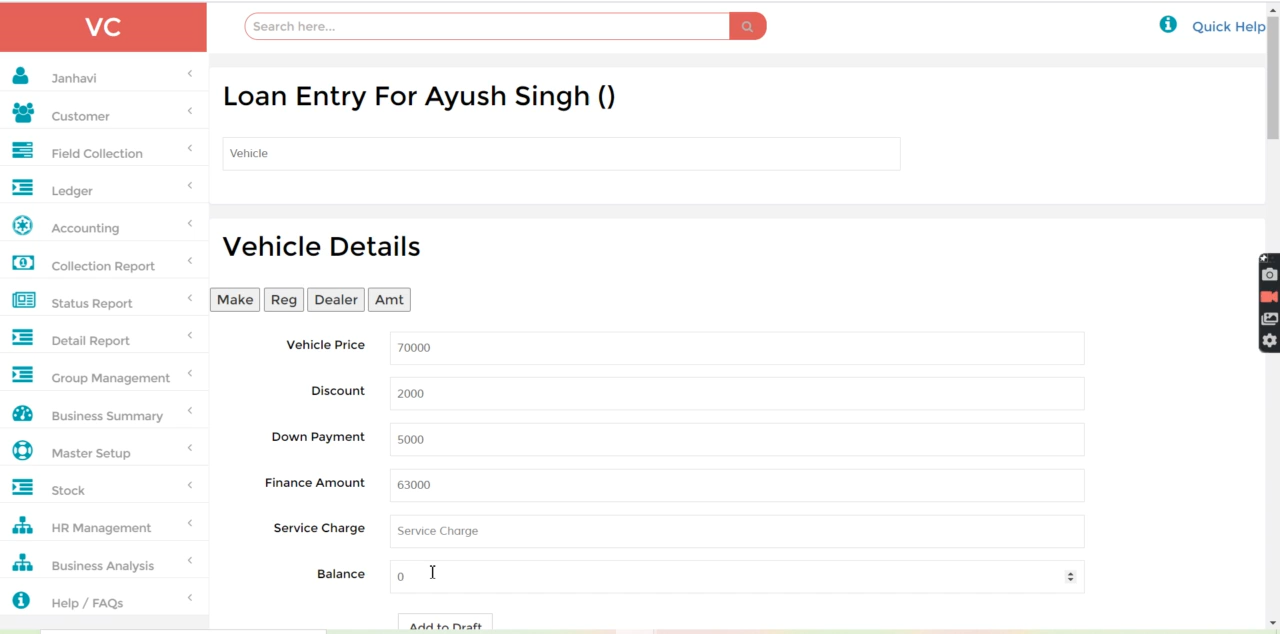 VC
Search here...
Quick Help
Janhavi
Customer
Field Collection
Ledger
Accounting
Collection Report
Status Report
Detail Report
Group Management
Business Summary
Master Setup
Stock
HR Management
Business Analysis
Help / FAQs
Loan Entry For Ayush Singh ()
Vehicle
Vehicle Details
Make Reg Dealer Amt
Vehicle Price 70000
Discount 2000
Down Payment 5000
Finance Amount 63000
Service Charge Service Charge
Balance 0
Add to Draft